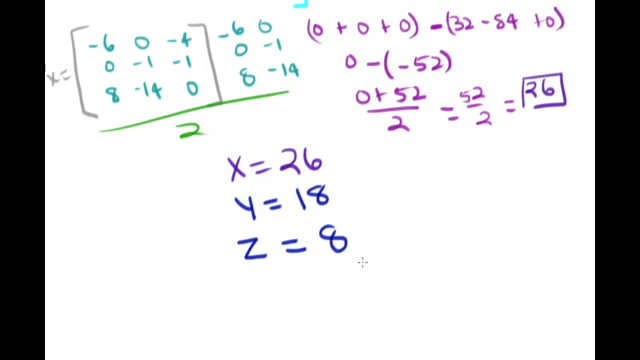 x = [ -6 0 -4 ] -6 0
0 -1 -1 0 -1
8 -14 0 8 -14
2
(0 + 0 + 0) - (32 - 84 + 0)
0 - (-52)
0 + 52 / 2 = 52 / 2 = 26
x = 26
y = 18
z = 8